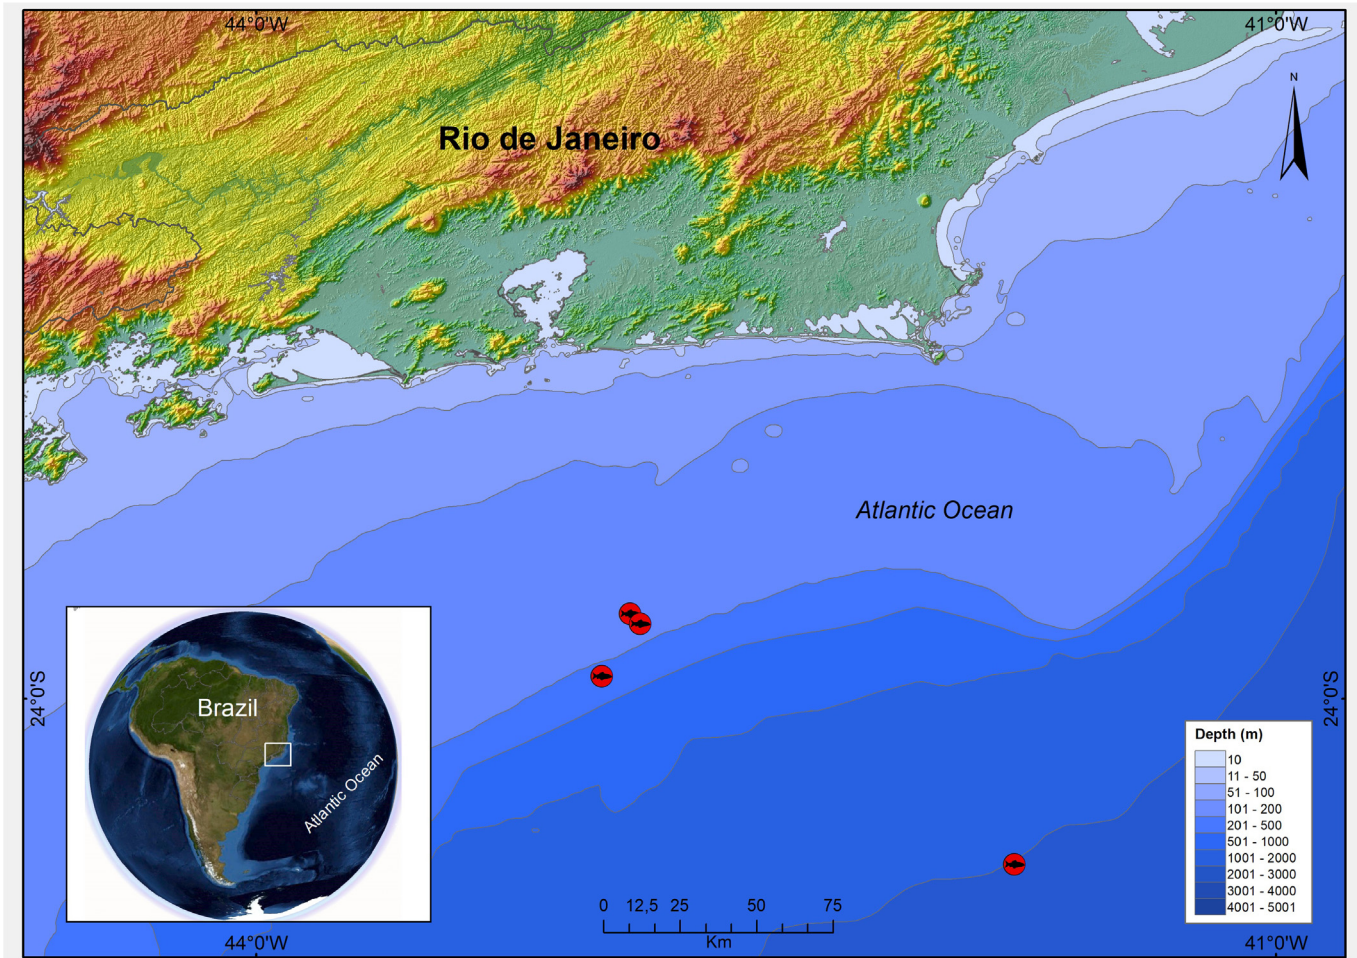 44°0'W
41°0'W
N
Rio de Janeiro
Atlantic Ocean
24°0'S
24°0'S
Brazil
Atlantic Ocean
Depth (m)
10
11 - 50
51 - 100
101 - 200
201 - 500
501 - 1000
1001 - 2000
2001 - 3000
3001 - 4000
4001 - 5001
0 12,5 25 50 75
Km
44°0'W
41°0'W